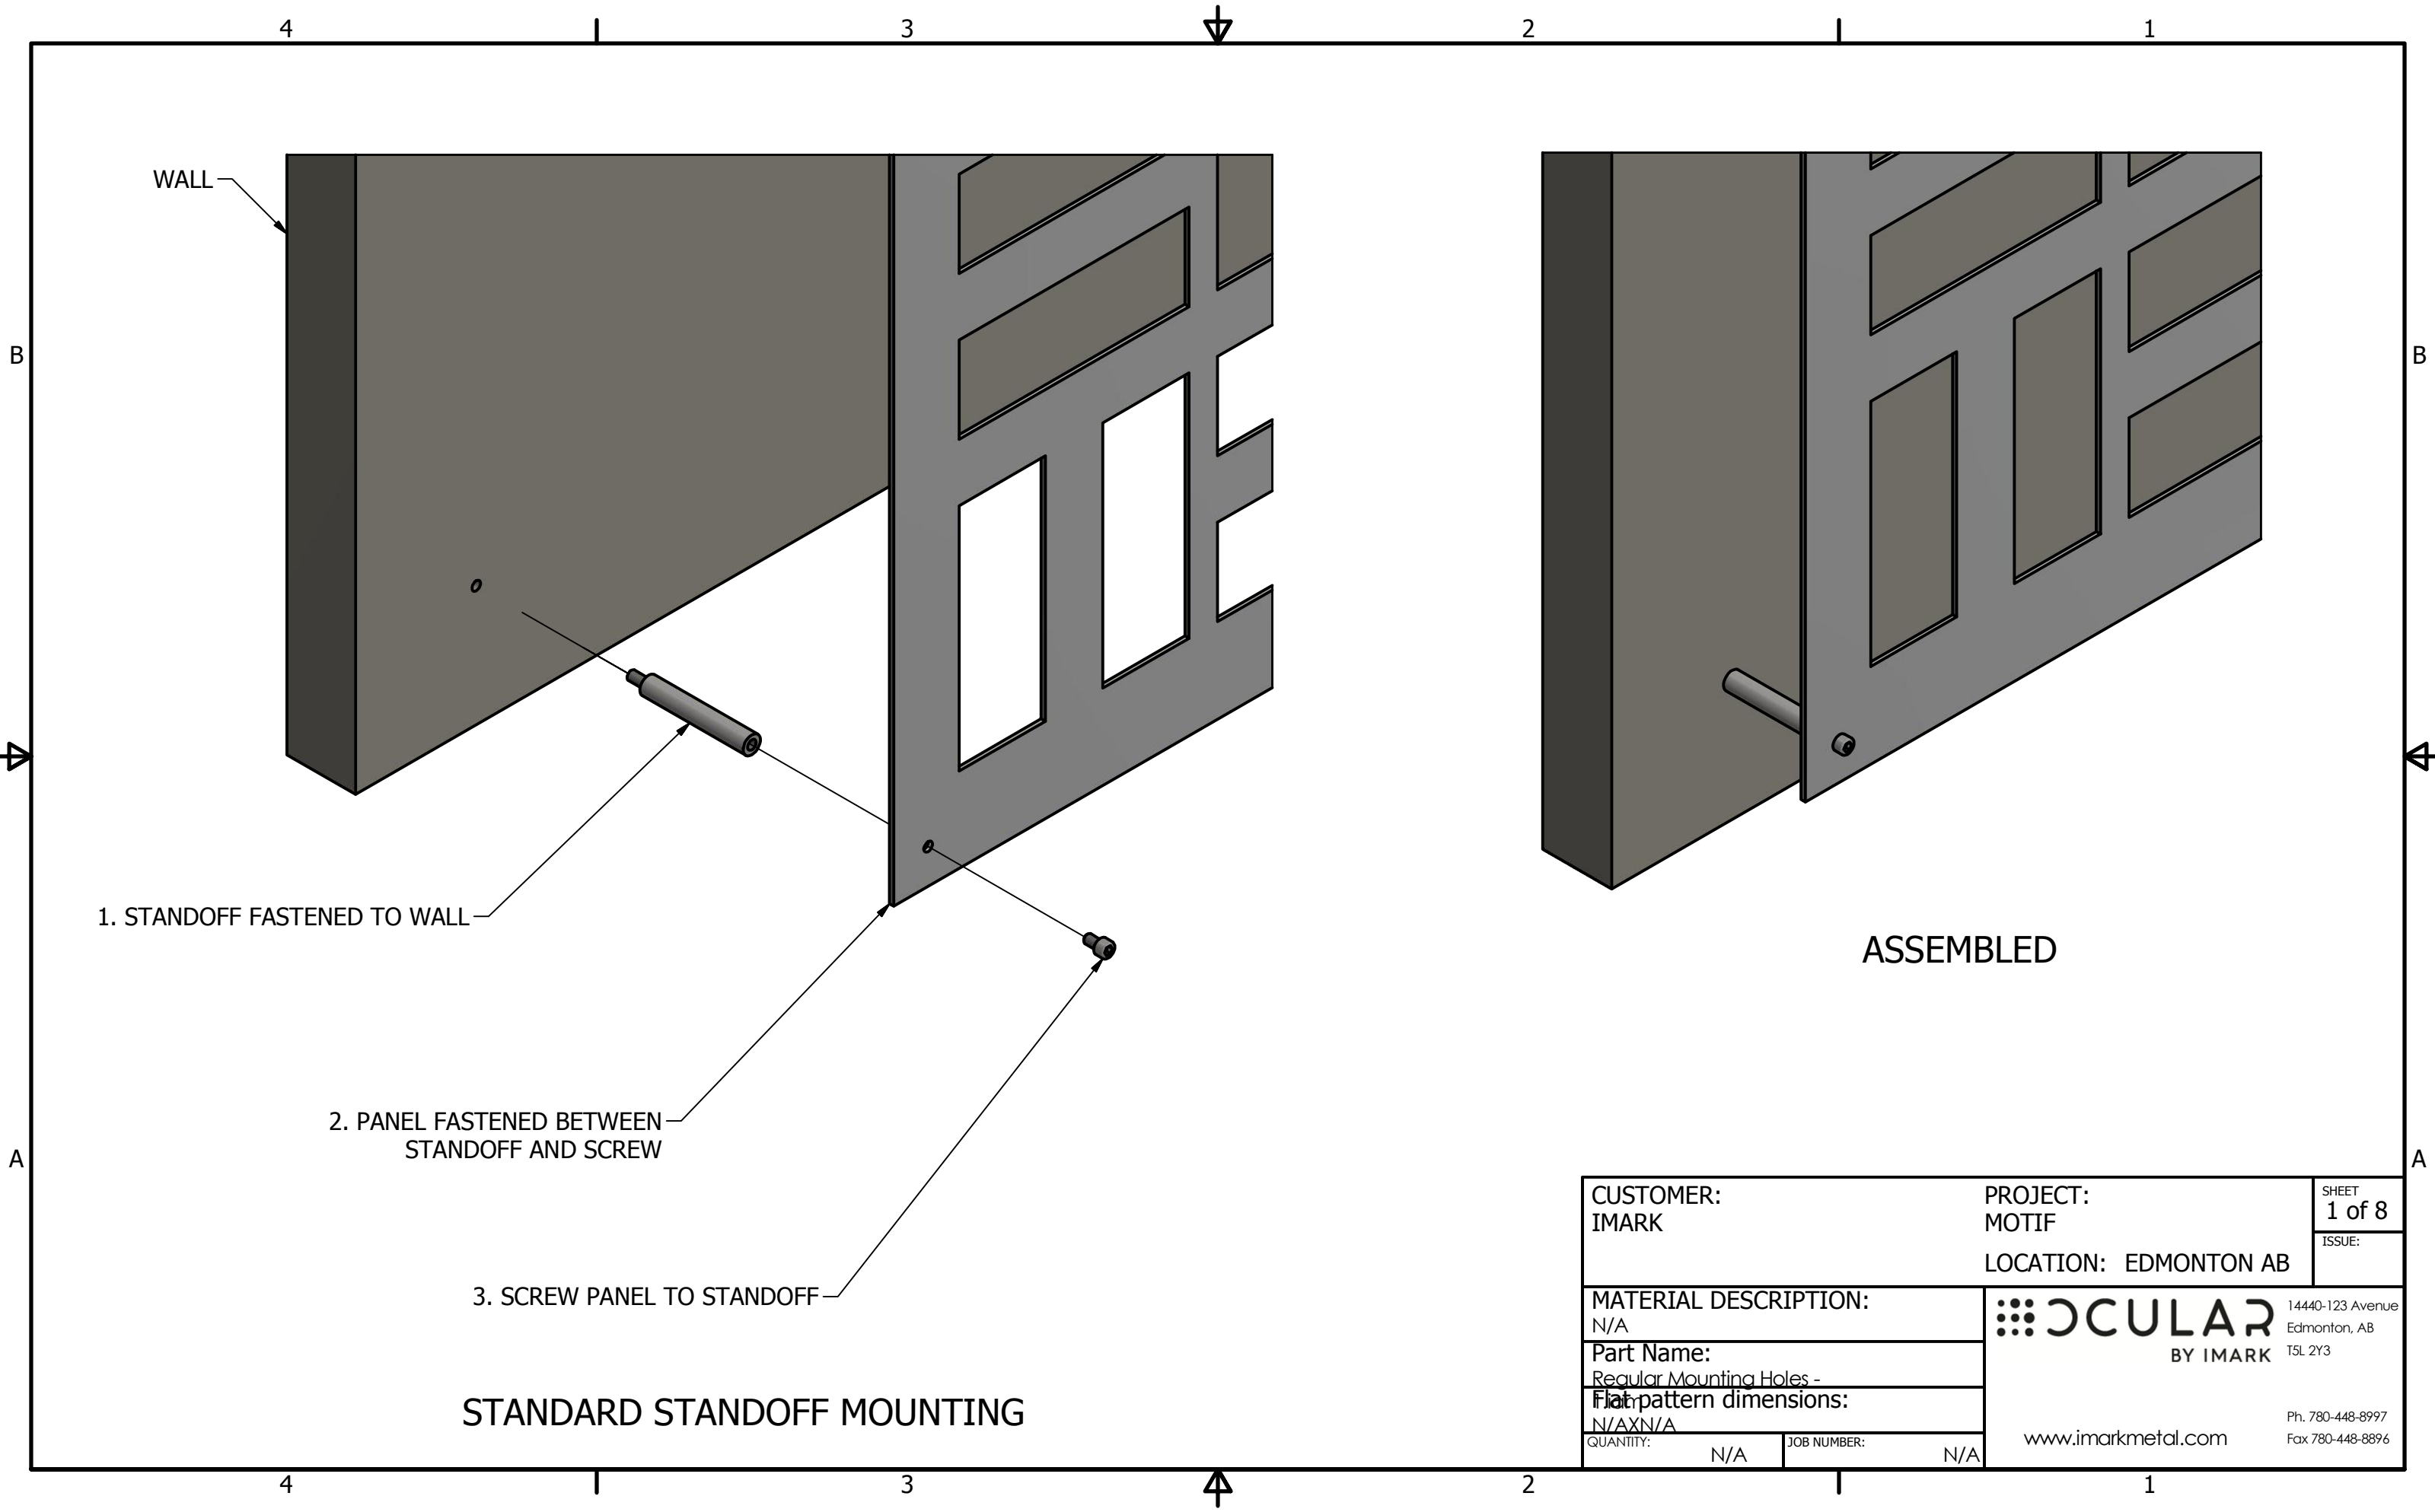 4 3 2 1
WALL
B B
1. STANDOFF FASTENED TO WALL
ASSEMBLED
2. PANEL FASTENED BETWEEN
STANDOFF AND SCREW
A A
3. SCREW PANEL TO STANDOFF
STANDARD STANDOFF MOUNTING
CUSTOMER:
IMARK
PROJECT:
MOTIF
LOCATION: EDMONTON AB
SHEET
1 of 8
ISSUE:
MATERIAL DESCRIPTION:
N/A
Part Name:
Regular Mounting Holes -
Flat pattern dimensions:
N/AXN/A
QUANTITY: N/A
JOB NUMBER: N/A
OCULAR
BY IMARK
14440-123 Avenue
Edmonton, AB
T5L 2Y3
Ph. 780-448-8997
Fax 780-448-8896
www.imarkmetal.com
4 3 2 1